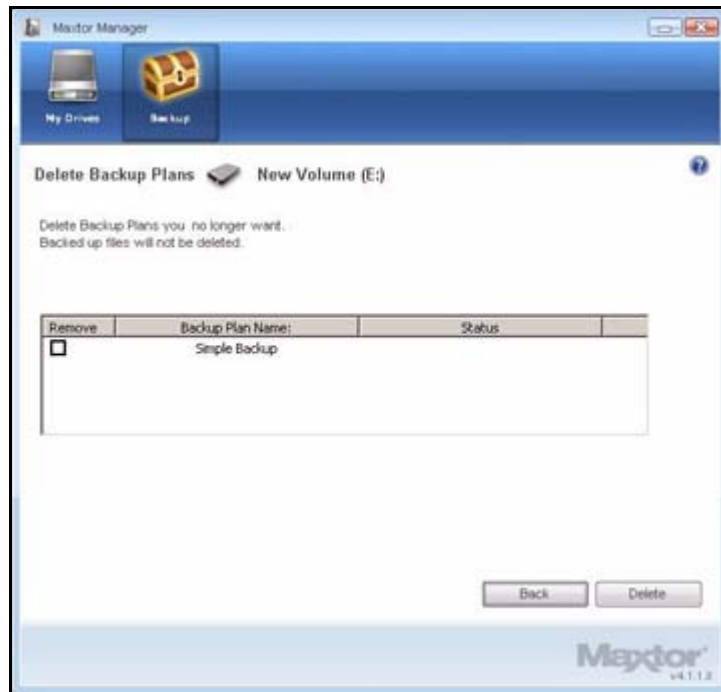 Maxtor Manager
My Drives
Backup
Delete Backup Plans New Volume (E:)
Delete Backup Plans you no longer want.
Backed up files will not be deleted.
Remove Backup Plan Name: Status
Simple Backup
Back Delete
Maxtor
v4.1.1.2